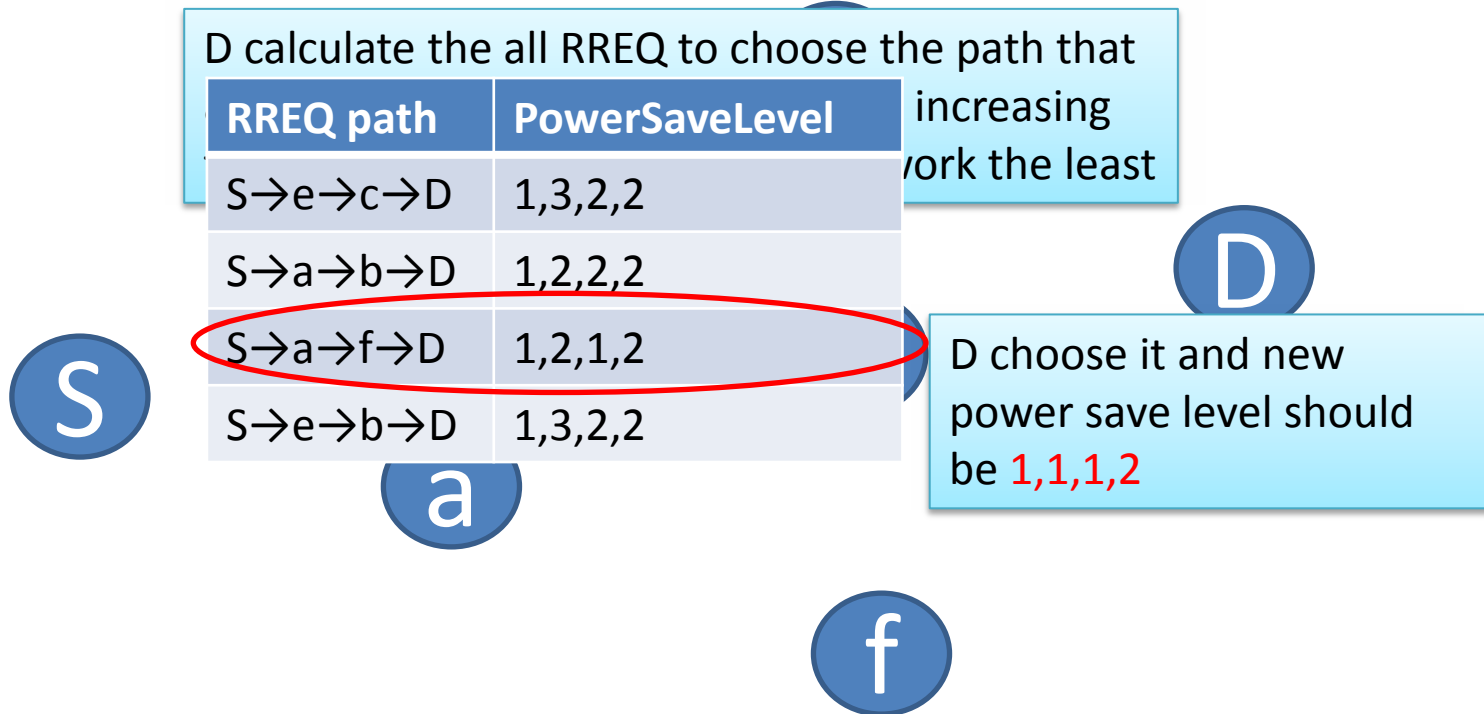 D calculate the all RREQ to choose the path that
increasing
work the least
RREQ path PowerSaveLevel
S→e→c→D 1,3,2,2
S→a→b→D 1,2,2,2
S→a→f→D 1,2,1,2
S→e→b→D 1,3,2,2
D
S
D choose it and new
power save level should
be 1,1,1,2
a
f